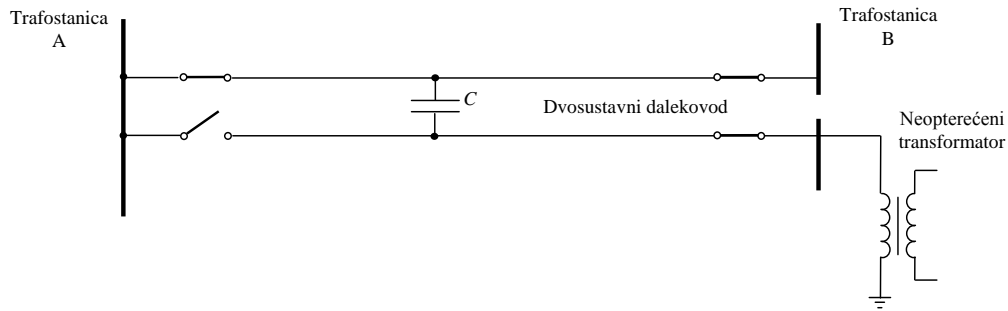 Trafostanica
A
Trafostanica
B
C
Dvosustavni dalekovod
Neopterećeni
transformator